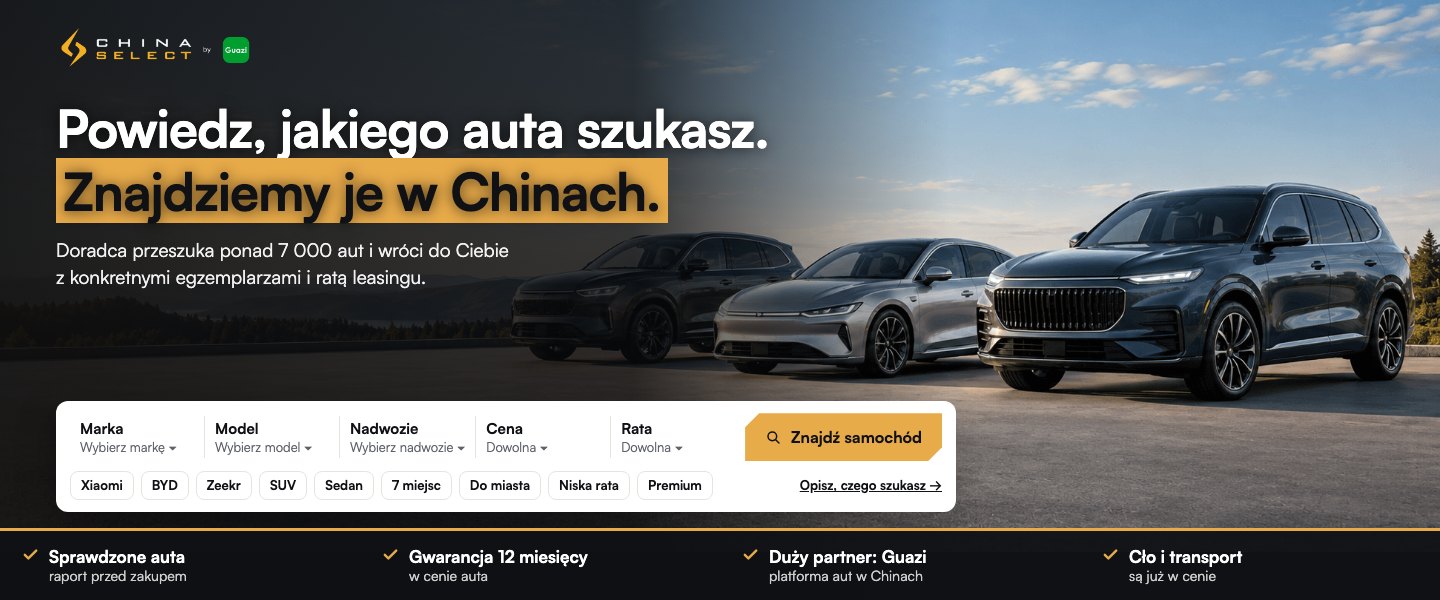 CHINA
SELECT
by
Guazi
Powiedz, jakiego auta szukasz.
Znajdziemy je w Chinach.
Doradca przeszuka ponad 7 000 aut i wróci do Ciebie
z konkretnymi egzemplarzami i ratą leasingu.
Marka
Wybierz markę
Model
Wybierz model
Nadwozie
Wybierz nadwozie
Cena
Dowolna
Rata
Dowolna
Znajdź samochód
Xiaomi
BYD
Zeekr
SUV
Sedan
7 miejsc
Do miasta
Niska rata
Premium
Opisz, czego szukasz →
Sprawdzone auta
raport przed zakupem
Gwarancja 12 miesięcy
w cenie auta
Duży partner: Guazi
platforma aut w Chinach
Cło i transport
są już w cenie